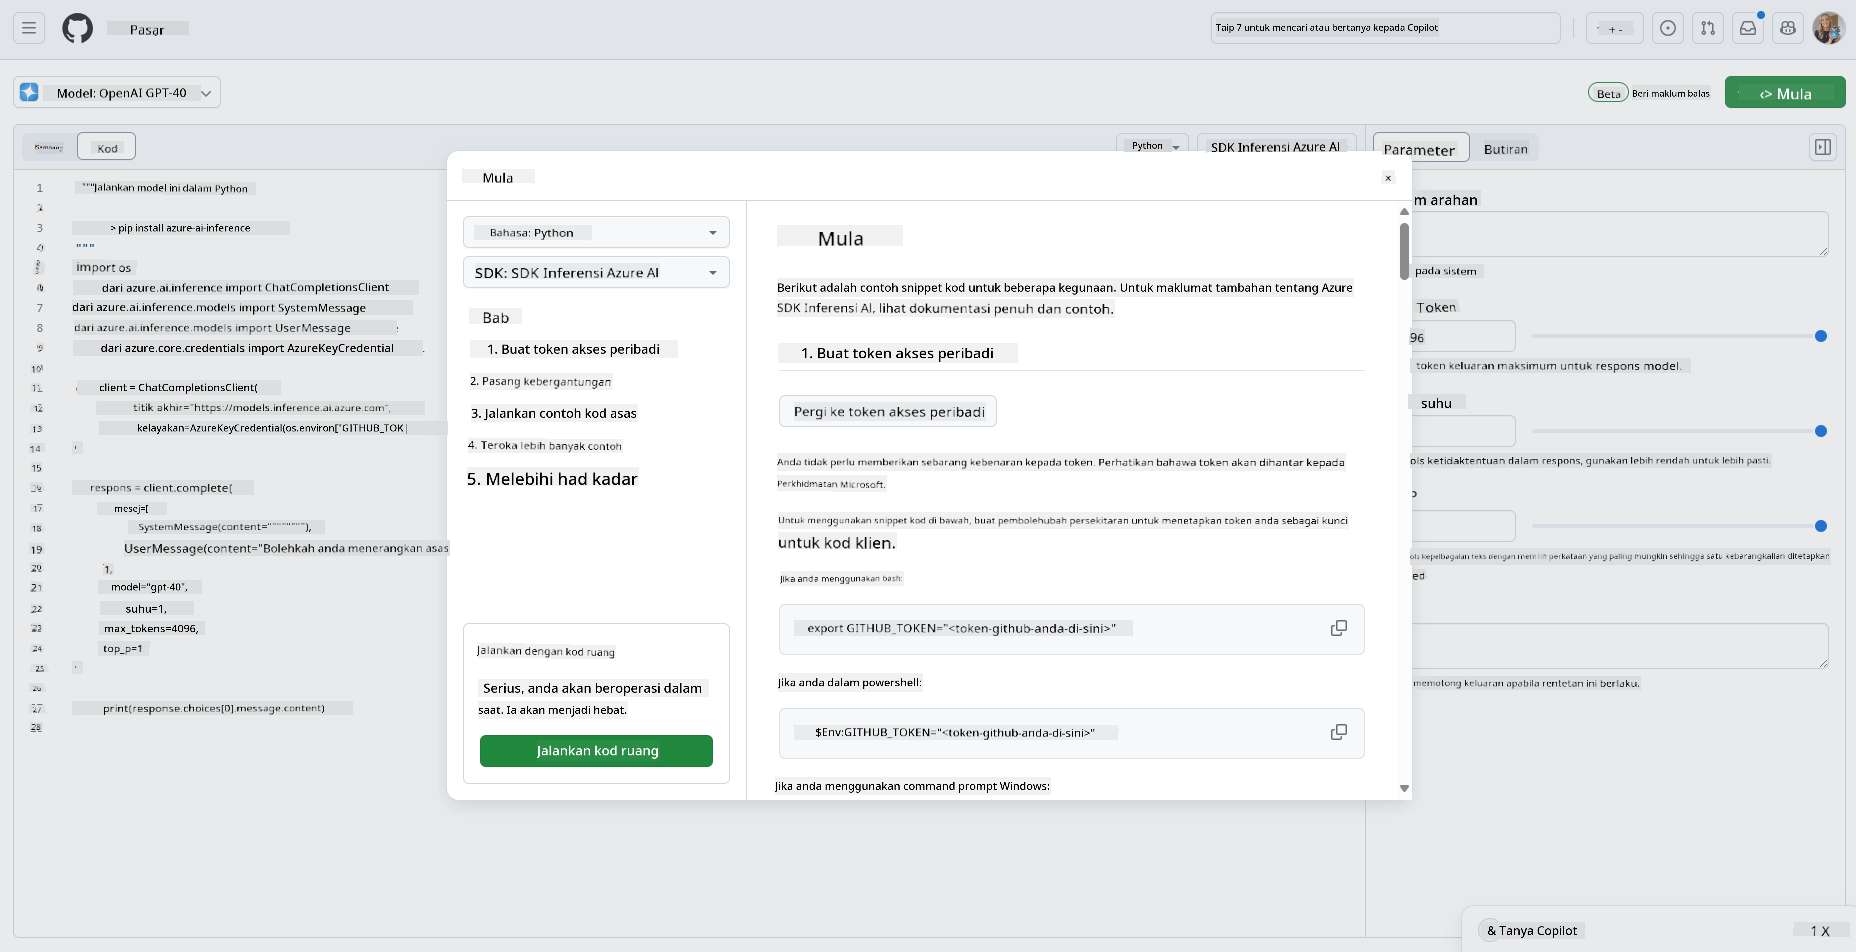 Pasar
Taip 7 untuk mencari atau bertanya kepada Copilot
+ -
Model: OpenAI GPT-40
Beta
Beri maklum balas
<> Mula
Kod
Python
SDK Inferensi Azure AI
Parameter
Butiran
1 """Jalankan model ini dalam Python
2
3 > pip install azure-ai-inference
4 """
import os
dari azure.ai.inference import ChatCompletionsClient
7 dari azure.ai.inference.models import SystemMessage
8 dari azure.ai.inference.models import UserMessage
9 dari azure.core.credentials import AzureKeyCredential
10
11 client = ChatCompletionsClient(
12 titik akhir="https://models.inference.ai.azure.com",
13 kelayakan=AzureKeyCredential(os.environ["GITHUB_TOK
14
15
16 respons = client.complete(
17 mesej=[
18 SystemMessage(content=""""""""),
19 UserMessage(content="Bolehkah anda menerangkan asas
20 1,
21 model="gpt-40",
22 suhu=1,
23 max_tokens=4096,
24 top_p=1
25
26
27 print(response.choices[0].message.content)
28
Mula
×
Bahasa: Python
SDK: SDK Inferensi Azure AI
Bab
1. Buat token akses peribadi
2. Pasang kebergantungan
3. Jalankan contoh kod asas
4. Teroka lebih banyak contoh
5. Melebihi had kadar
Jalankan dengan kod ruang
Serius, anda akan beroperasi dalam
saat. Ia akan menjadi hebat.
Jalankan kod ruang
Mula
Berikut adalah contoh snippet kod untuk beberapa kegunaan. Untuk maklumat tambahan tentang Azure
SDK Inferensi AI, lihat dokumentasi penuh dan contoh.
1. Buat token akses peribadi
Pergi ke token akses peribadi
Anda tidak perlu memberikan sebarang kebenaran kepada token. Perhatikan bahawa token akan dihantar kepada
Perkhidmatan Microsoft.
Untuk menggunakan snippet kod di bawah, buat pembolehubah persekitaran untuk menetapkan token anda sebagai kunci
untuk kod klien.
Jika anda menggunakan bash:
export GITHUB_TOKEN="<token-github-anda-di-sini>"
Jika anda dalam powershell:
$Env:GITHUB_TOKEN="<token-github-anda-di-sini>"
Jika anda menggunakan command prompt Windows:
m arahan
pada sistem
Token
96
token keluaran maksimum untuk respons model.
suhu
ols ketidaktentuan dalam respons, gunakan lebih rendah untuk lebih pasti.
ols kepelbagaian teks dengan memilih perkataan yang paling mungkin sehingga satu kebarangkalian ditetapkan
ed
memotong keluaran apabila rentetan ini berlaku.
& Tanya Copilot
1 X